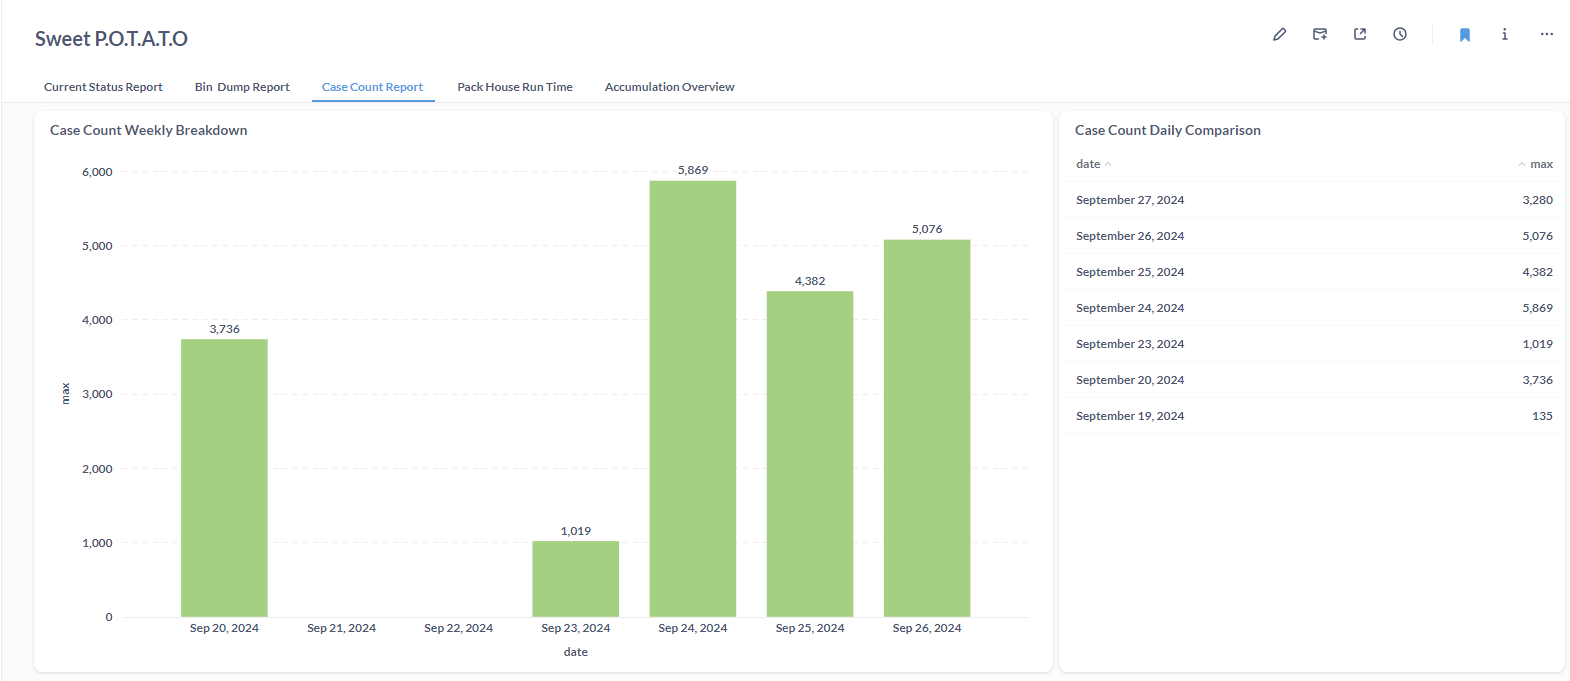 Sweet P.O.T.A.T.O
Current Status Report
Bin Dump Report
Case Count Report
Pack House Run Time
Accumulation Overview
Case Count Weekly Breakdown
6,000
5,000
4,000
3,000
2,000
1,000
0
max
3,736
1,019
5,869
4,382
5,076
Sep 20, 2024
Sep 21, 2024
Sep 22, 2024
Sep 23, 2024
Sep 24, 2024
Sep 25, 2024
Sep 26, 2024
date
Case Count Daily Comparison
date max
September 27, 2024 3,280
September 26, 2024 5,076
September 25, 2024 4,382
September 24, 2024 5,869
September 23, 2024 1,019
September 20, 2024 3,736
September 19, 2024 135